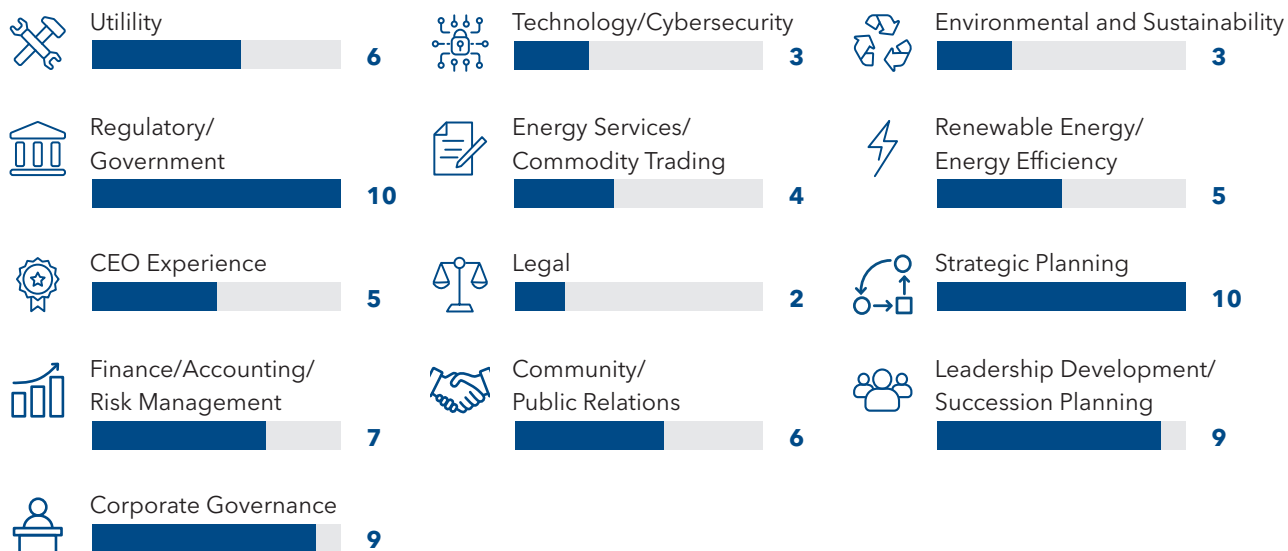 Utilility
6
Technology/Cybersecurity
3
Environmental and Sustainability
3
Regulatory/
Government
10
Energy Services/
Commodity Trading
4
Renewable Energy/
Energy Efficiency
5
CEO Experience
5
Legal
2
Strategic Planning
10
Finance/Accounting/
Risk Management
7
Community/
Public Relations
6
Leadership Development/
Succession Planning
9
Corporate Governance
9